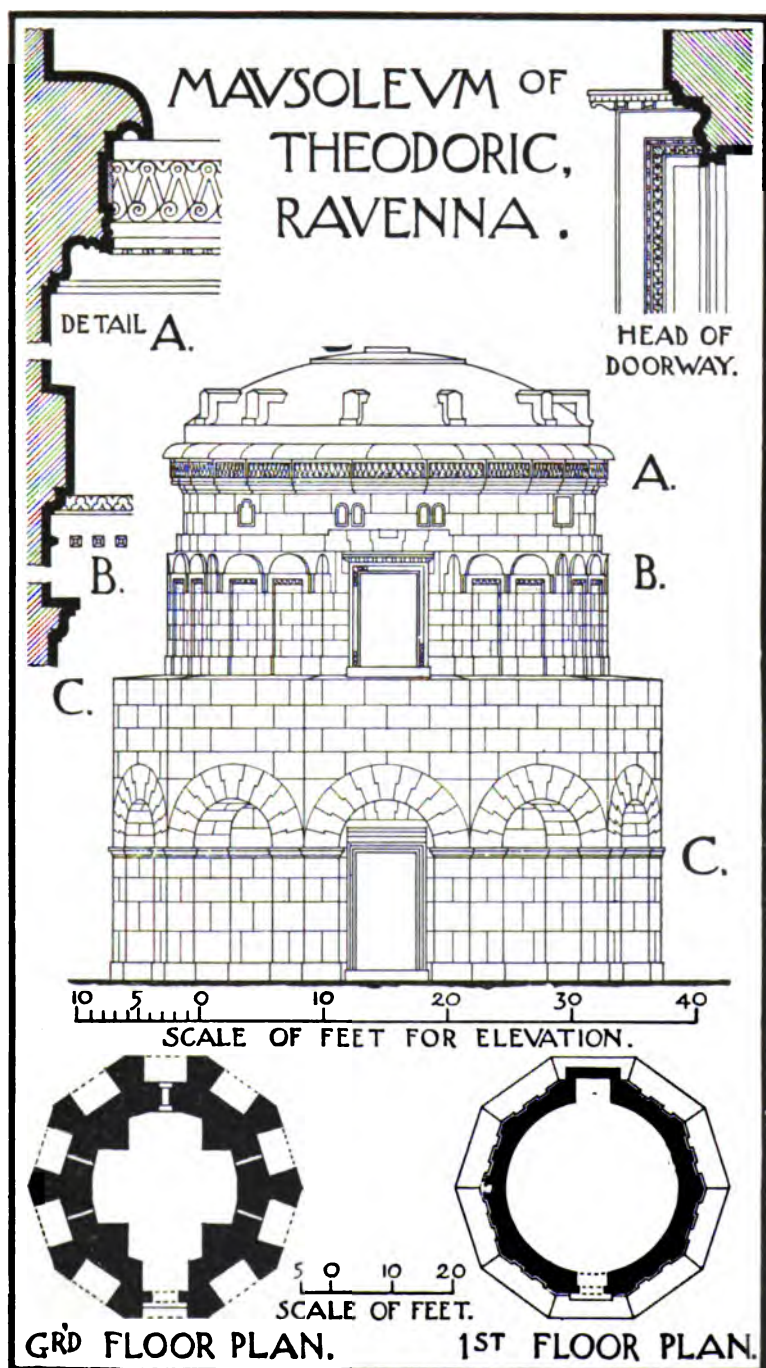 MAVSOLEVM OF
THEODORIC,
RAVENNA.
DETAIL A.
HEAD OF
DOORWAY.
A.
B.
B.
C.
C.
10 5 0 10 20 30 40
SCALE OF FEET FOR ELEVATION.
5 0 10 20
SCALE OF FEET.
GR'D FLOOR PLAN.
1ST FLOOR PLAN.